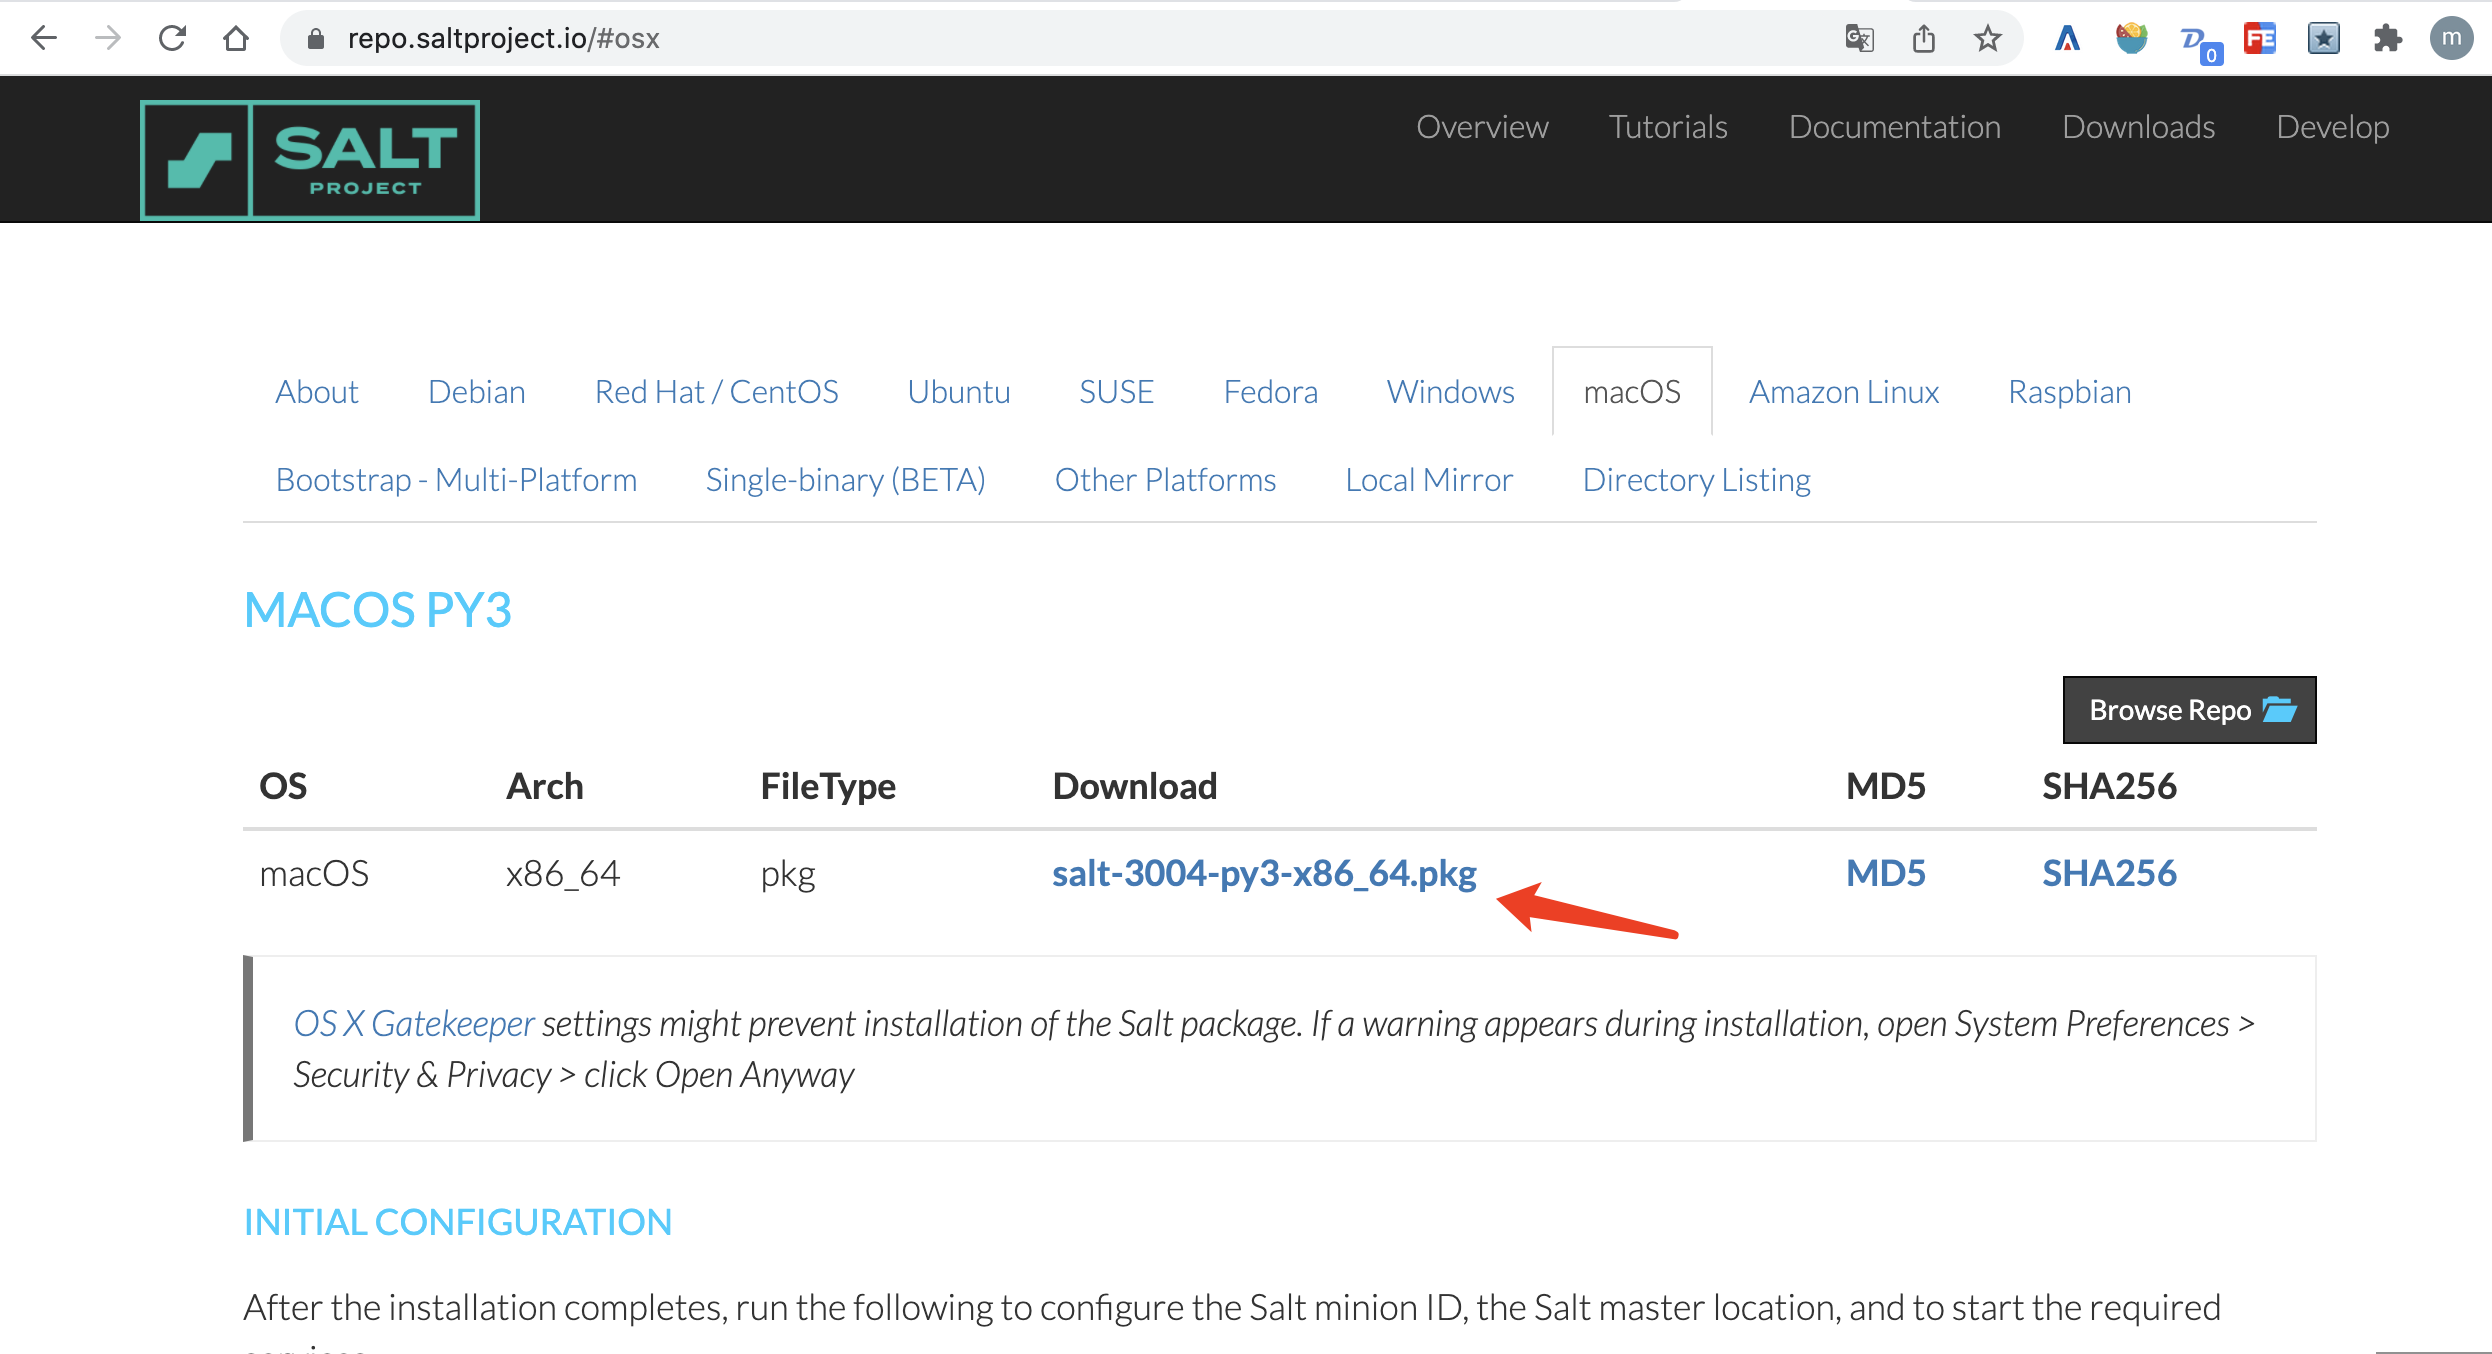 repo.saltproject.io/#osx
0
FE
m
SALT
PROJECT
Overview Tutorials Documentation Downloads Develop
About Debian Red Hat / CentOS Ubuntu SUSE Fedora Windows macOS Amazon Linux Raspbian
Bootstrap - Multi-Platform Single-binary (BETA) Other Platforms Local Mirror Directory Listing
MACOS PY3
Browse Repo
OS Arch FileType Download MD5 SHA256
macOS x86_64 pkg salt-3004-py3-x86_64.pkg MD5 SHA256
OS X Gatekeeper settings might prevent installation of the Salt package. If a warning appears during installation, open System Preferences >
Security & Privacy > click Open Anyway
INITIAL CONFIGURATION
After the installation completes, run the following to configure the Salt minion ID, the Salt master location, and to start the required